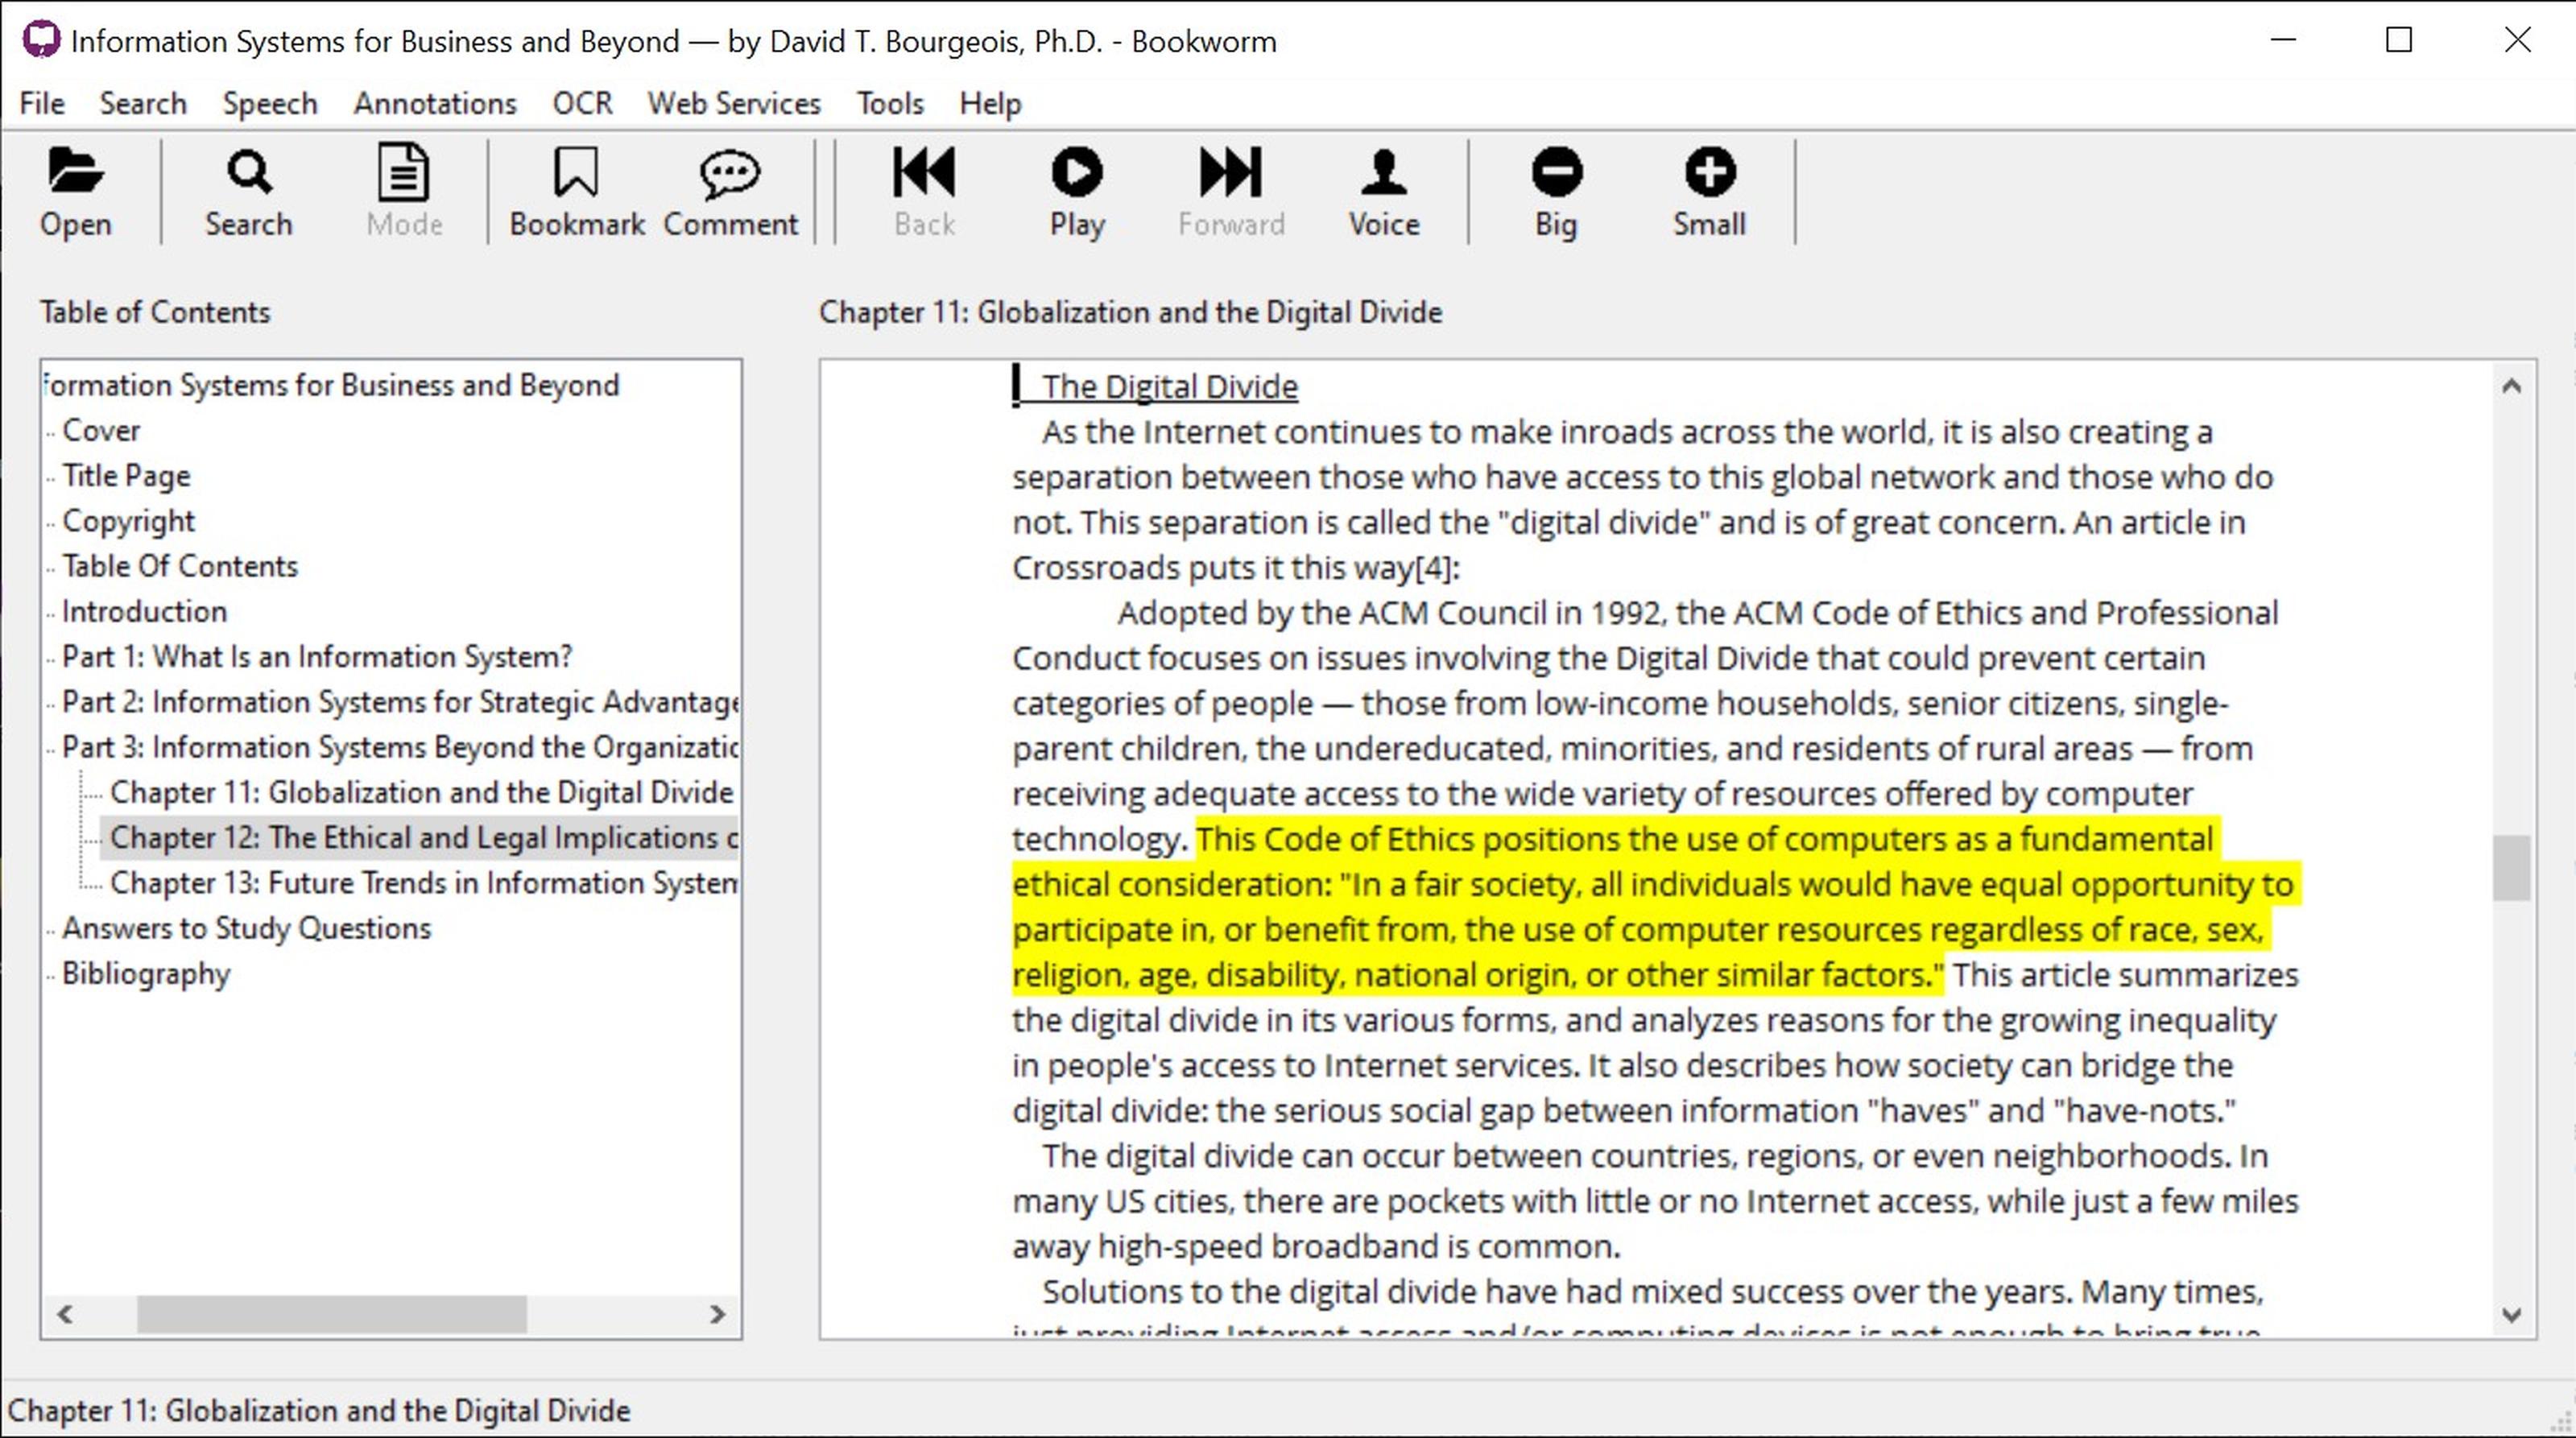 Information Systems for Business and Beyond — by David T. Bourgeois, Ph.D. - Bookworm
File Search Speech Annotations OCR Web Services Tools Help
Open Search Mode Bookmark Comment Back Play Forward Voice Big Small
Table of Contents
formation Systems for Business and Beyond
Cover
Title Page
Copyright
Table Of Contents
Introduction
Part 1: What Is an Information System?
Part 2: Information Systems for Strategic Advantage
Part 3: Information Systems Beyond the Organizatio
Chapter 11: Globalization and the Digital Divide
Chapter 12: The Ethical and Legal Implications
Chapter 13: Future Trends in Information System
Answers to Study Questions
Bibliography
Chapter 11: Globalization and the Digital Divide
The Digital Divide
As the Internet continues to make inroads across the world, it is also creating a
separation between those who have access to this global network and those who do
not. This separation is called the "digital divide" and is of great concern. An article in
Crossroads puts it this way[4]:
Adopted by the ACM Council in 1992, the ACM Code of Ethics and Professional
Conduct focuses on issues involving the Digital Divide that could prevent certain
categories of people — those from low-income households, senior citizens, single-
parent children, the undereducated, minorities, and residents of rural areas — from
receiving adequate access to the wide variety of resources offered by computer
technology. This Code of Ethics positions the use of computers as a fundamental
ethical consideration: "In a fair society, all individuals would have equal opportunity to
participate in, or benefit from, the use of computer resources regardless of race, sex,
religion, age, disability, national origin, or other similar factors." This article summarizes
the digital divide in its various forms, and analyzes reasons for the growing inequality
in people's access to Internet services. It also describes how society can bridge the
digital divide: the serious social gap between information "haves" and "have-nots."
The digital divide can occur between countries, regions, or even neighborhoods. In
many US cities, there are pockets with little or no Internet access, while just a few miles
away high-speed broadband is common.
Solutions to the digital divide have had mixed success over the years. Many times,
just providing Internet access and/or computing devices is not enough to bring true
Chapter 11: Globalization and the Digital Divide